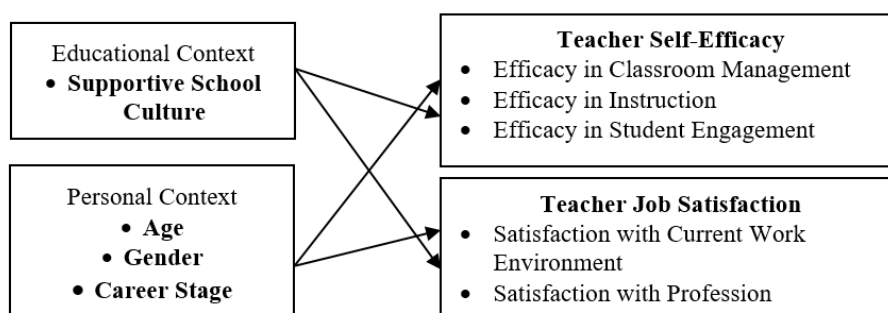 Educational Context
• Supportive School
Culture
Personal Context
• Age
• Gender
• Career Stage
Teacher Self-Efficacy
• Efficacy in Classroom Management
• Efficacy in Instruction
• Efficacy in Student Engagement
Teacher Job Satisfaction
• Satisfaction with Current Work
Environment
• Satisfaction with Profession